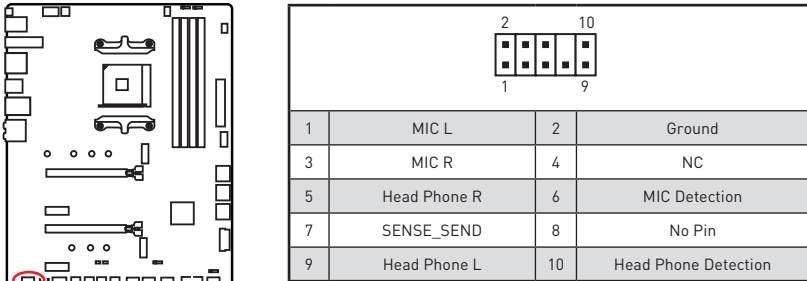 2 10
1 9
1 MIC L 2 Ground
3 MIC R 4 NC
5 Head Phone R 6 MIC Detection
7 SENSE_SEND 8 No Pin
9 Head Phone L 10 Head Phone Detection